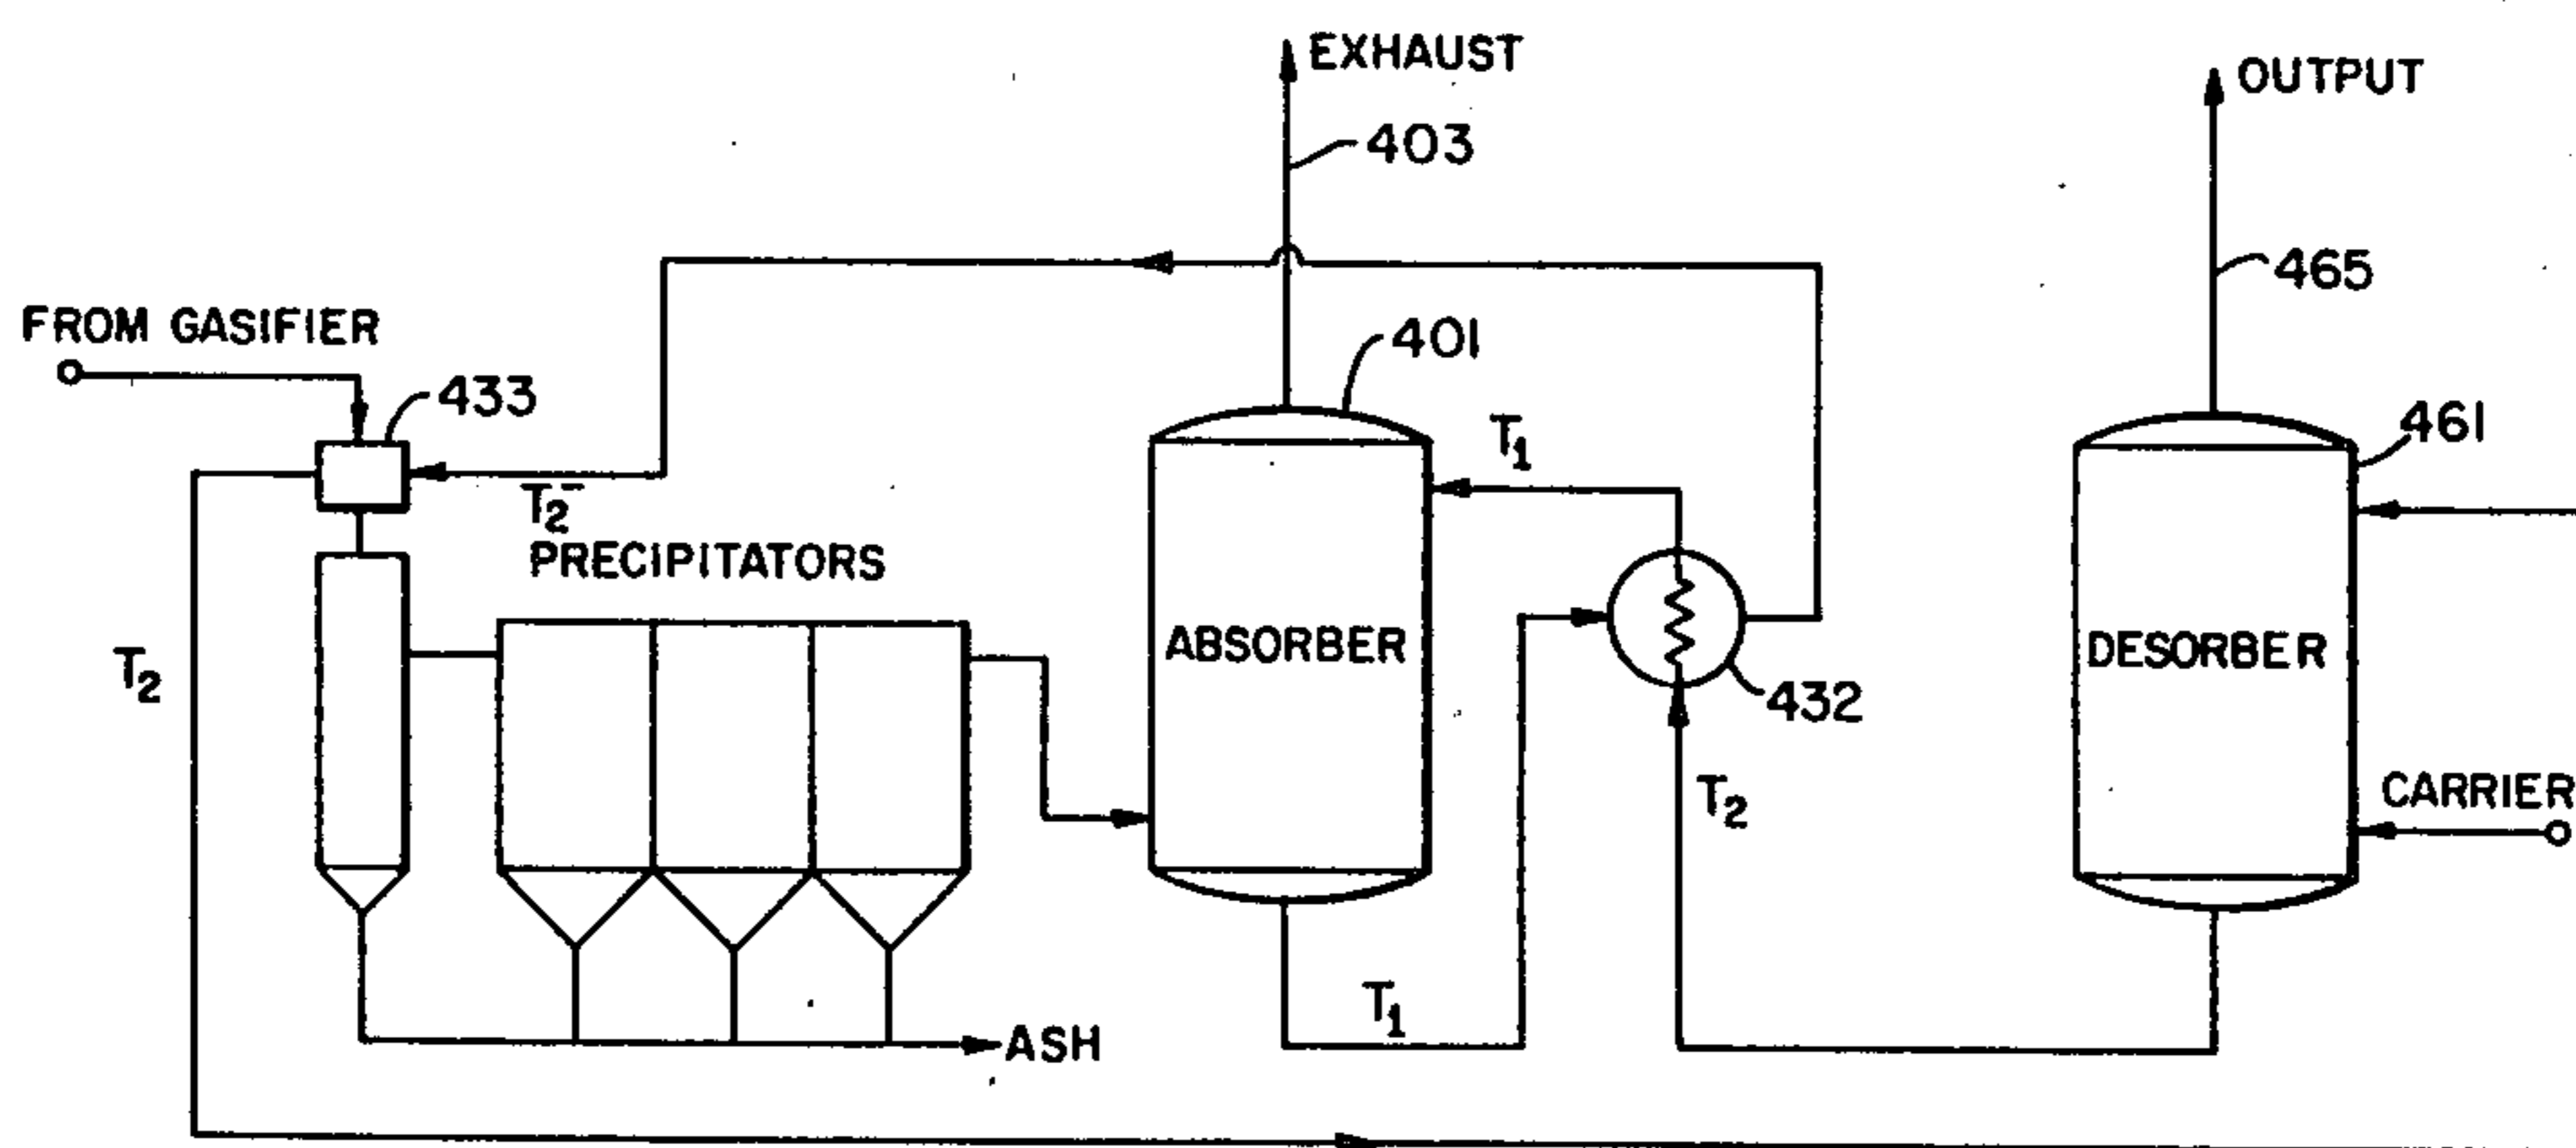 EXHAUST
OUTPUT
403
465
FROM GASIFIER
401
433
T1
461
T2-
PRECIPITATORS
ABSORBER
DESORBER
T2
432
T2
CARRIER
T1
ASH